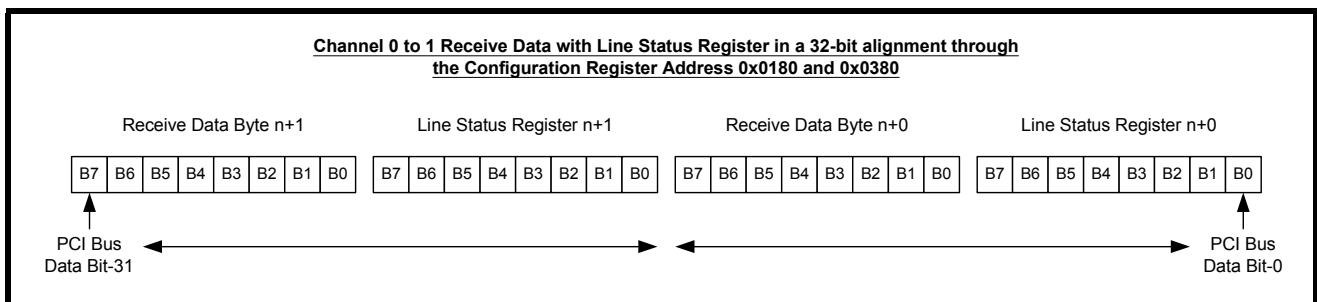 Channel 0 to 1 Receive Data with Line Status Register in a 32-bit alignment through
the Configuration Register Address 0x0180 and 0x0380
Receive Data Byte n+1 Line Status Register n+1 Receive Data Byte n+0 Line Status Register n+0
B7 B6 B5 B4 B3 B2 B1 B0 B7 B6 B5 B4 B3 B2 B1 B0 B7 B6 B5 B4 B3 B2 B1 B0 B7 B6 B5 B4 B3 B2 B1 B0
PCI Bus
Data Bit-31
PCI Bus
Data Bit-0